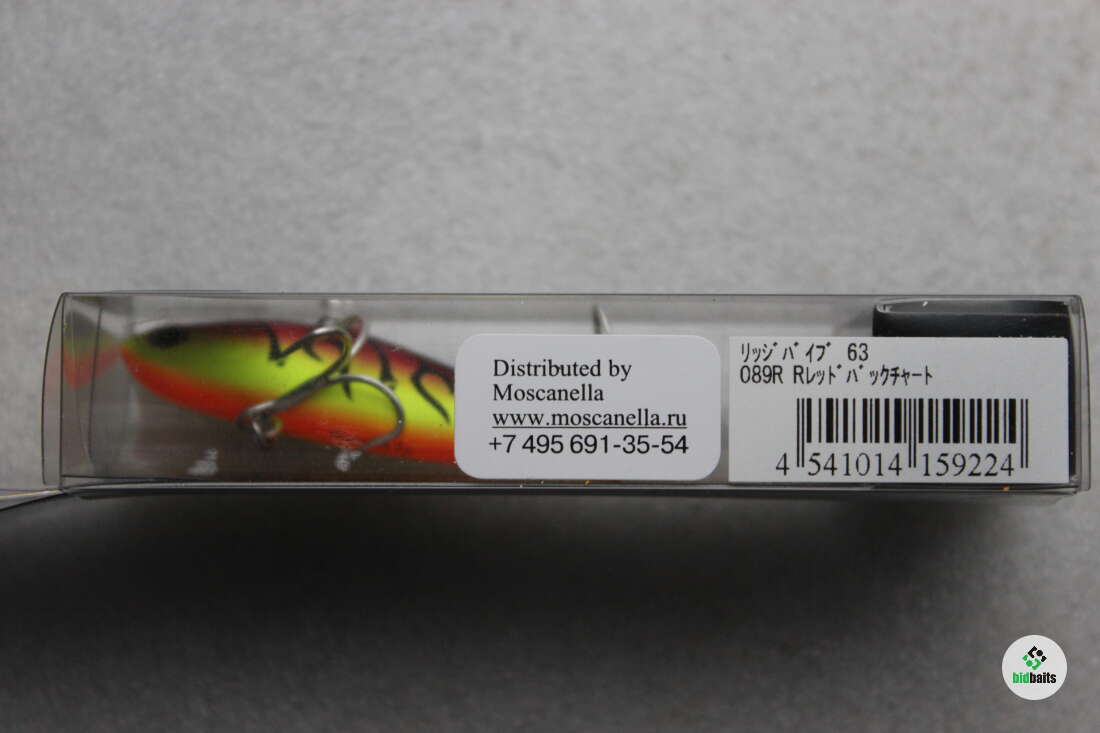 Distributed by
Moscanella
www.moscanella.ru
+7 495 691-35-54
ﾘｯｼﾞﾊﾞｲﾌﾞ 63
089R Rﾚｯﾄﾞﾊﾞｯｸﾁｬｰﾄ
4 541014 159224
bidbaits